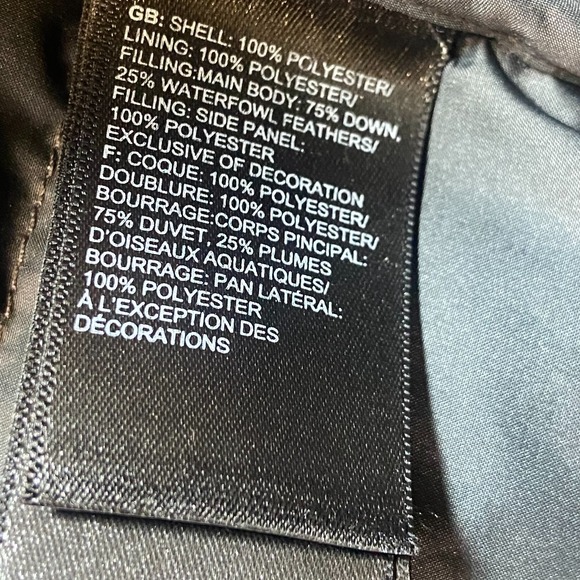 GB: SHELL: 100% POLYESTER/
LINING: 100% POLYESTER/
FILLING:MAIN BODY: 75% DOWN,
25% WATERFOWL FEATHERS/
FILLING: SIDE PANEL:
100% POLYESTER
EXCLUSIVE OF DECORATION
F: COQUE: 100% POLYESTER/
DOUBLURE: 100% POLYESTER/
BOURRAGE:CORPS PINCIPAL:
75% DUVET, 25% PLUMES
D'OISEAUX AQUATIQUES/
BOURRAGE: PAN LATÉRAL:
100% POLYESTER
À L'EXCEPTION DES
DÉCORATIONS